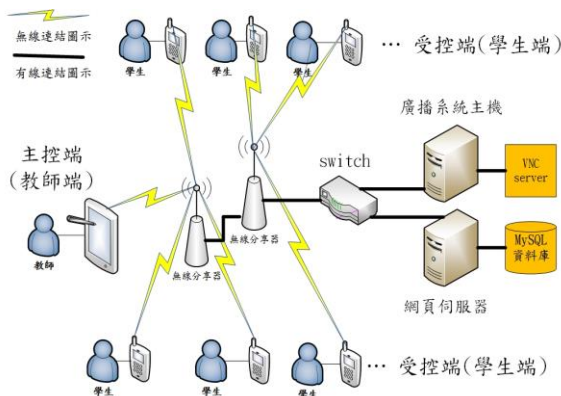 無線連結圖示
有線連結圖示
學生
學生
學生
… 受控端(學生端)
廣播系統主機
主控端
(教師端)
switch
VNC
server
教師
無線分享器
無線分享器
MySQL
資料庫
網頁伺服器
學生
學生
學生
… 受控端(學生端)